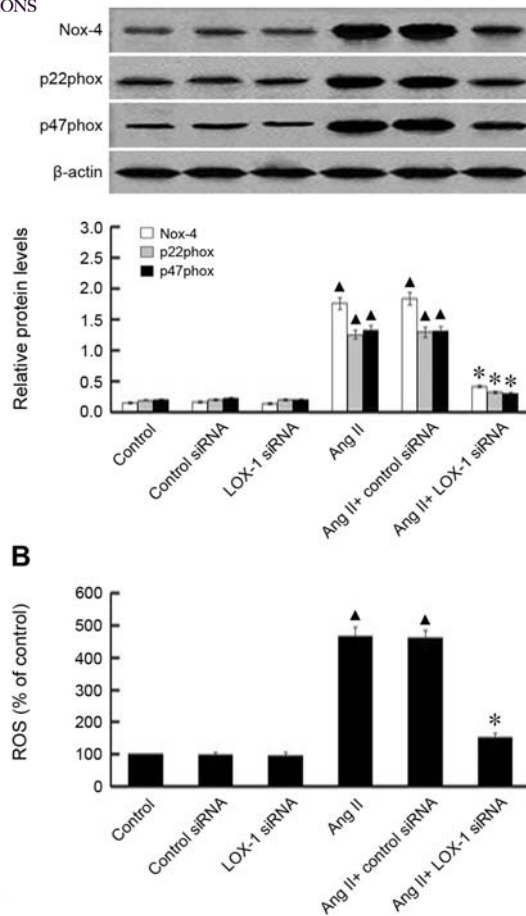 ONS
Nox-4
p22phox
p47phox
β-actin
3.0
2.5
2.0
1.5
1.0
0.5
0.0
Relative protein levels
Nox-4
p22phox
p47phox
▲ ▲ ▲ ▲ ▲ ▲
* * *
Control
Control siRNA
LOX-1 siRNA
Ang II
Ang II+ control siRNA
Ang II+ LOX-1 siRNA
B
600
500
400
300
200
100
0
ROS (% of control)
▲ ▲ *
Control
Control siRNA
LOX-1 siRNA
Ang II
Ang II+ control siRNA
Ang II+ LOX-1 siRNA